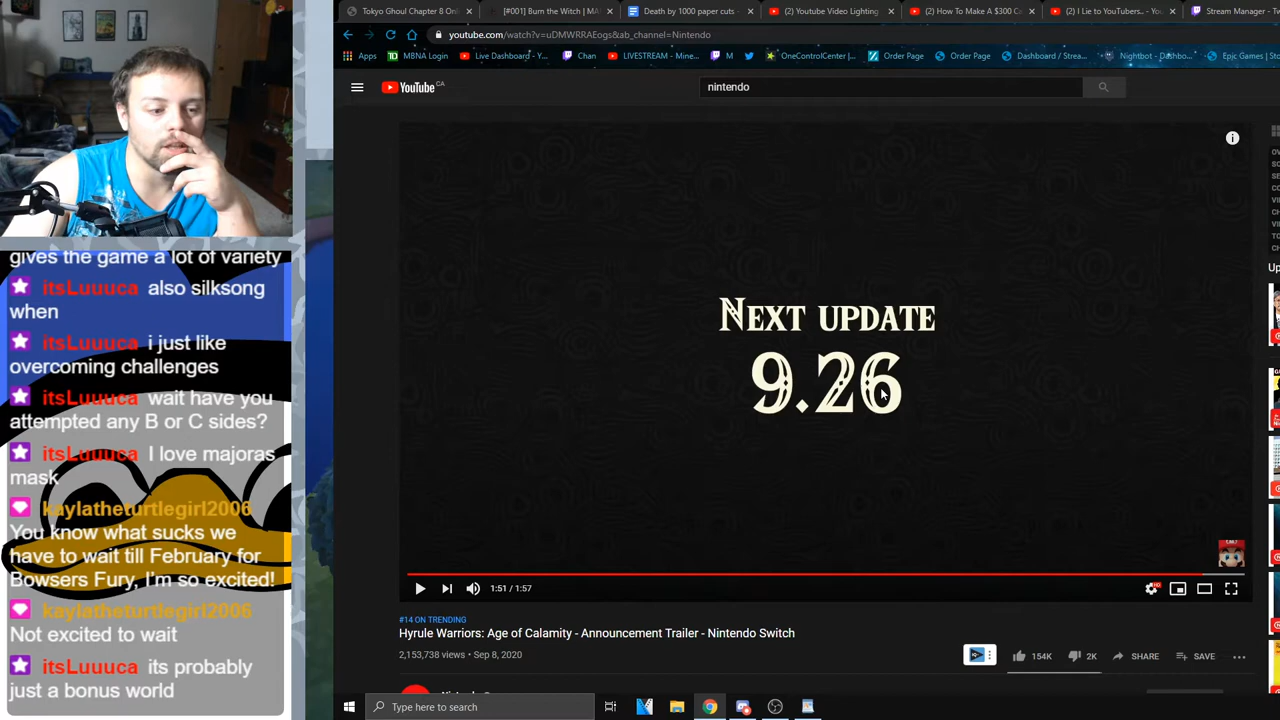 Tokyo Ghoul Chapter 8 Onl
[#001] Burn the Witch | MA
Death by 1000 paper cuts -
(2) Youtube Video Lighting
(2) How To Make A $300 C
(2) I Lie to YouTubers..
Stream Manager - Tw
youtube.com/watch?v=uDMWRRAEogs&ab_channel=Nintendo
Apps
MBNA Login
Live Dashboard - Y...
Chan
LIVESTREAM - Mine...
M
OneControlCenter |...
Order Page
Order Page
Dashboard / Strea...
Nightbot - Dashbo...
Epic Games | Sto
YouTube CA
nintendo
gives the game a lot of variety
itsLuuuca also silksong
when
itsLuuuca i just like
overcoming challenges
itsLuuuca wait have you
attempted any B or C sides?
itsLuuuca I love majoras
mask
kaylatheturtlegirl2006
You know what sucks we
have to wait till February for
Bowsers Fury, I'm so excited!
kaylatheturtlegirl2006
Not excited to wait
itsLuuuca its probably
just a bonus world
Next update
9.26
1:51 / 1:57
#14 ON TRENDING
Hyrule Warriors: Age of Calamity - Announcement Trailer - Nintendo Switch
2,153,738 views • Sep 8, 2020
154K
2K
SHARE
SAVE
Up
Type here to search